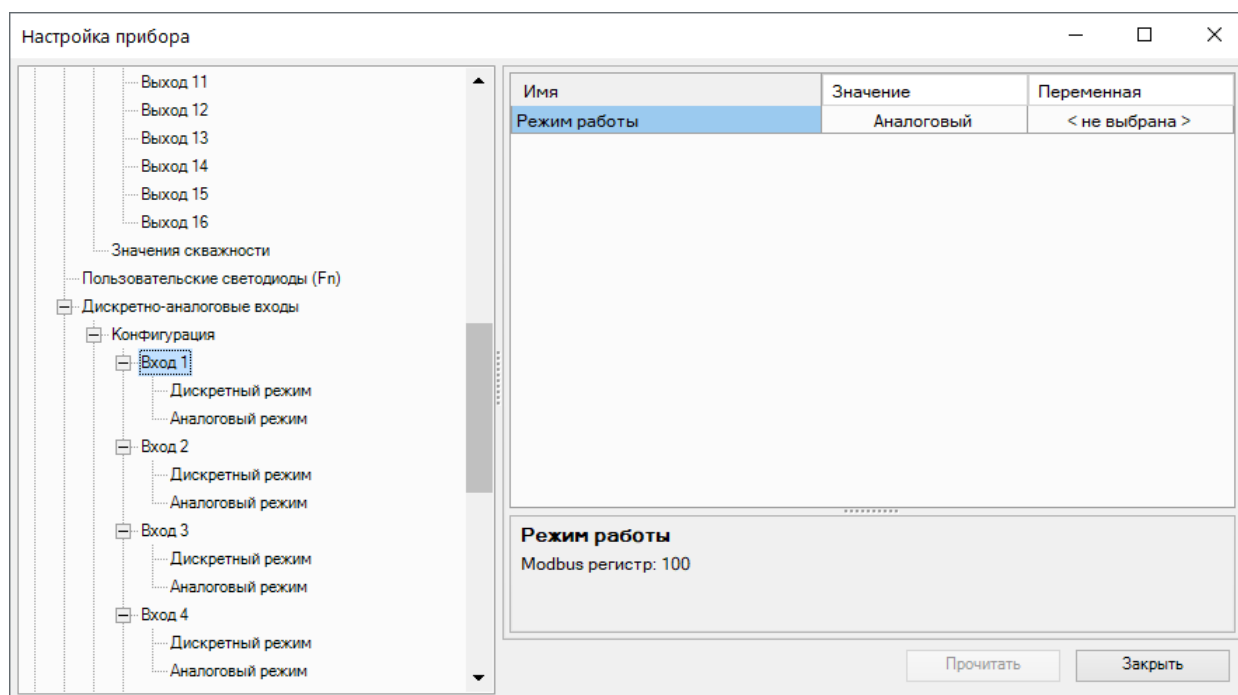 Настройка прибора
Выход 11
Выход 12
Выход 13
Выход 14
Выход 15
Выход 16
Значения скважности
Пользовательские светодиоды (Fn)
Дискретно-аналоговые входы
Конфигурация
Вход 1
Дискретный режим
Аналоговый режим
Вход 2
Дискретный режим
Аналоговый режим
Вход 3
Дискретный режим
Аналоговый режим
Вход 4
Дискретный режим
Аналоговый режим
Имя Значение Переменная
Режим работы Аналоговый < не выбрана >
Режим работы
Modbus регистр: 100
Прочитать Закрыть